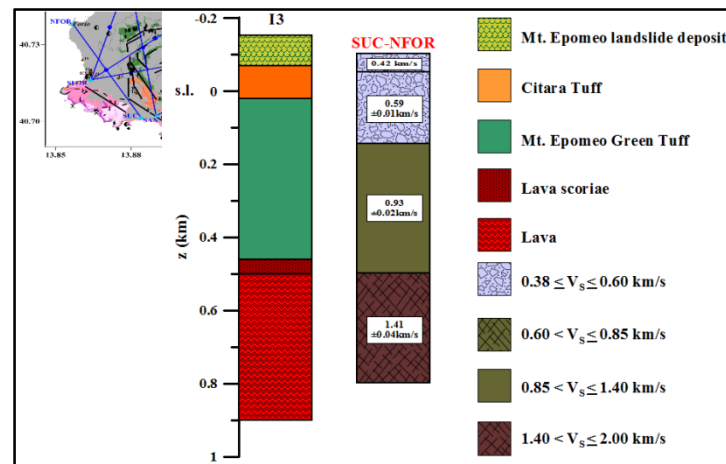 NFOR
Forio
40.73
NFOR
SUC
40.70
13.85
13.88
I3
SUC-NFOR
-0.2
s.l.
0
0.2
0.4
0.6
0.8
1
z (km)
0.42 km/s
0.59
±0.01km/s
0.93
±0.02km/s
1.41
±0.04km/s
Mt. Epomeo landslide deposit
Citara Tuff
Mt. Epomeo Green Tuff
Lava scoriae
Lava
0.38 ≤ VS ≤ 0.60 km/s
0.60 < VS ≤ 0.85 km/s
0.85 < VS ≤ 1.40 km/s
1.40 < VS ≤ 2.00 km/s